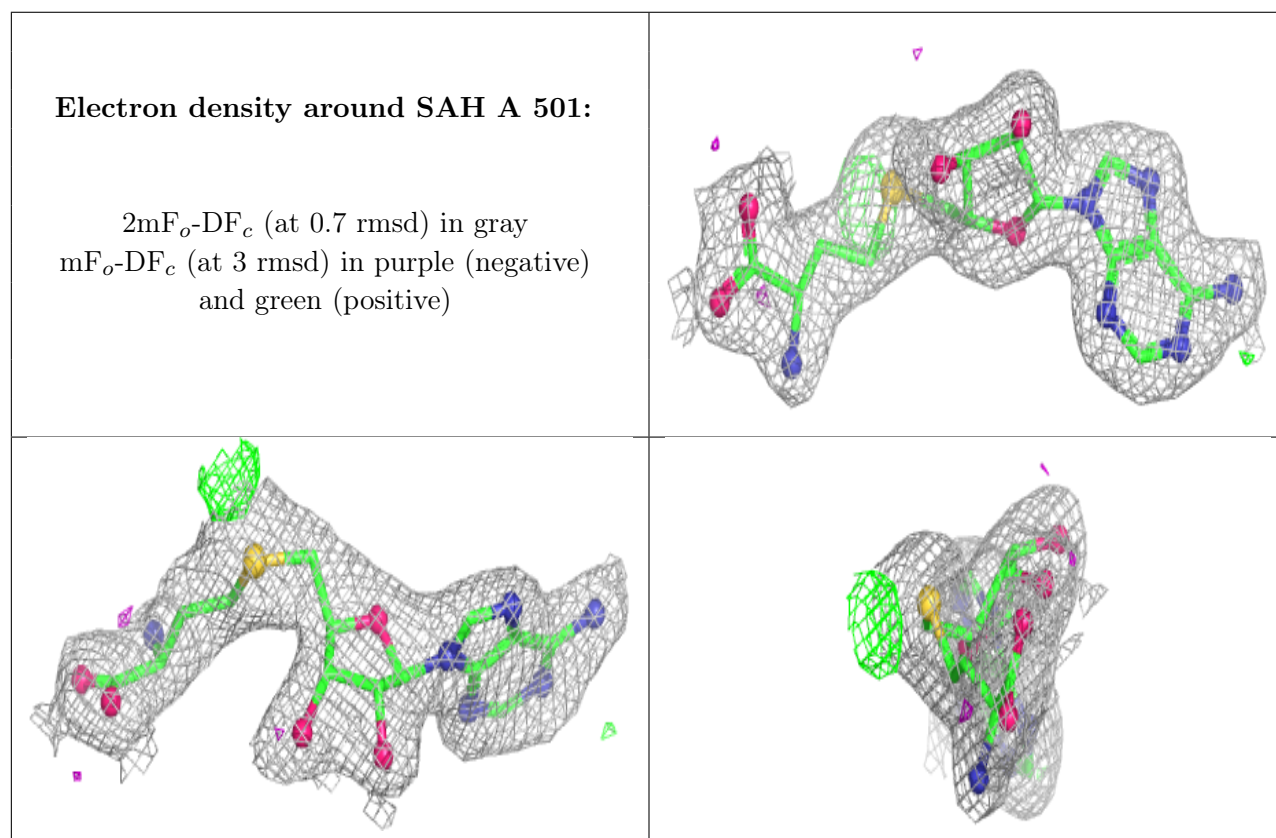 Electron density around SAH A 501:
2mFo-DFc (at 0.7 rmsd) in gray
mFo-DFc (at 3 rmsd) in purple (negative)
and green (positive)